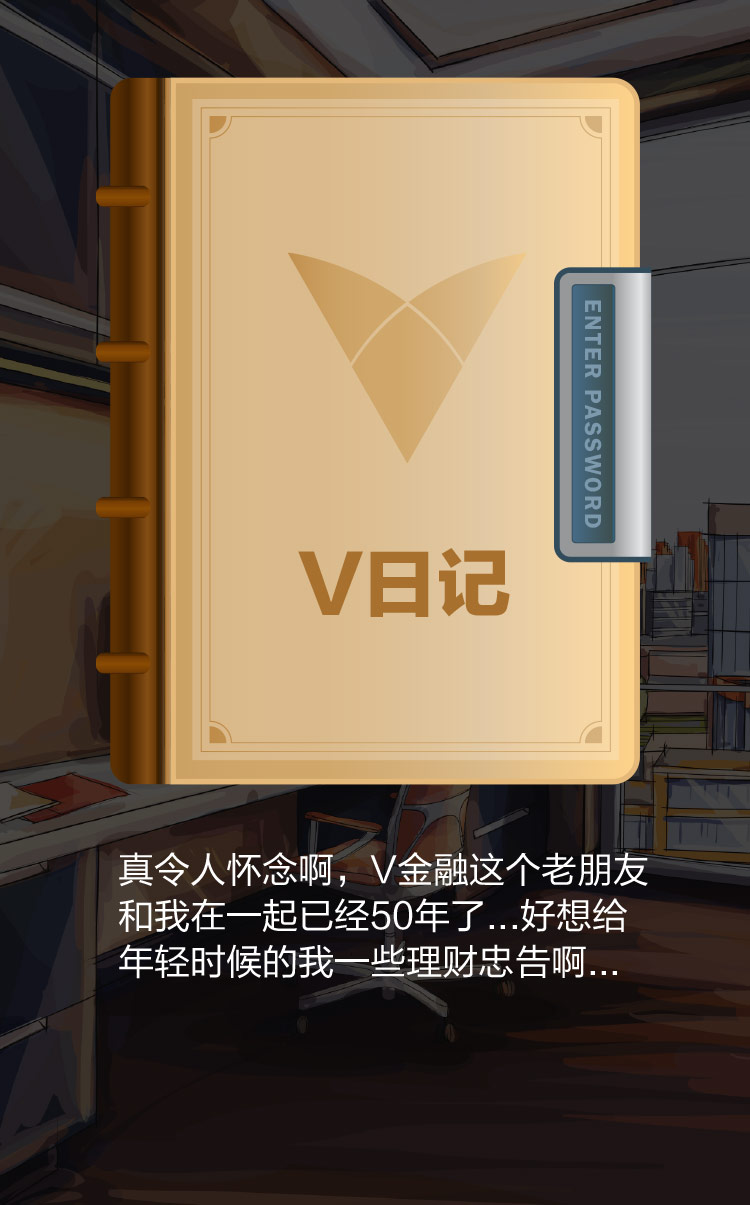 ENTER PASSWORD
V日记
真令人怀念啊，V金融这个老朋友
和我在一起已经50年了...好想给
年轻时候的我一些理财忠告啊...